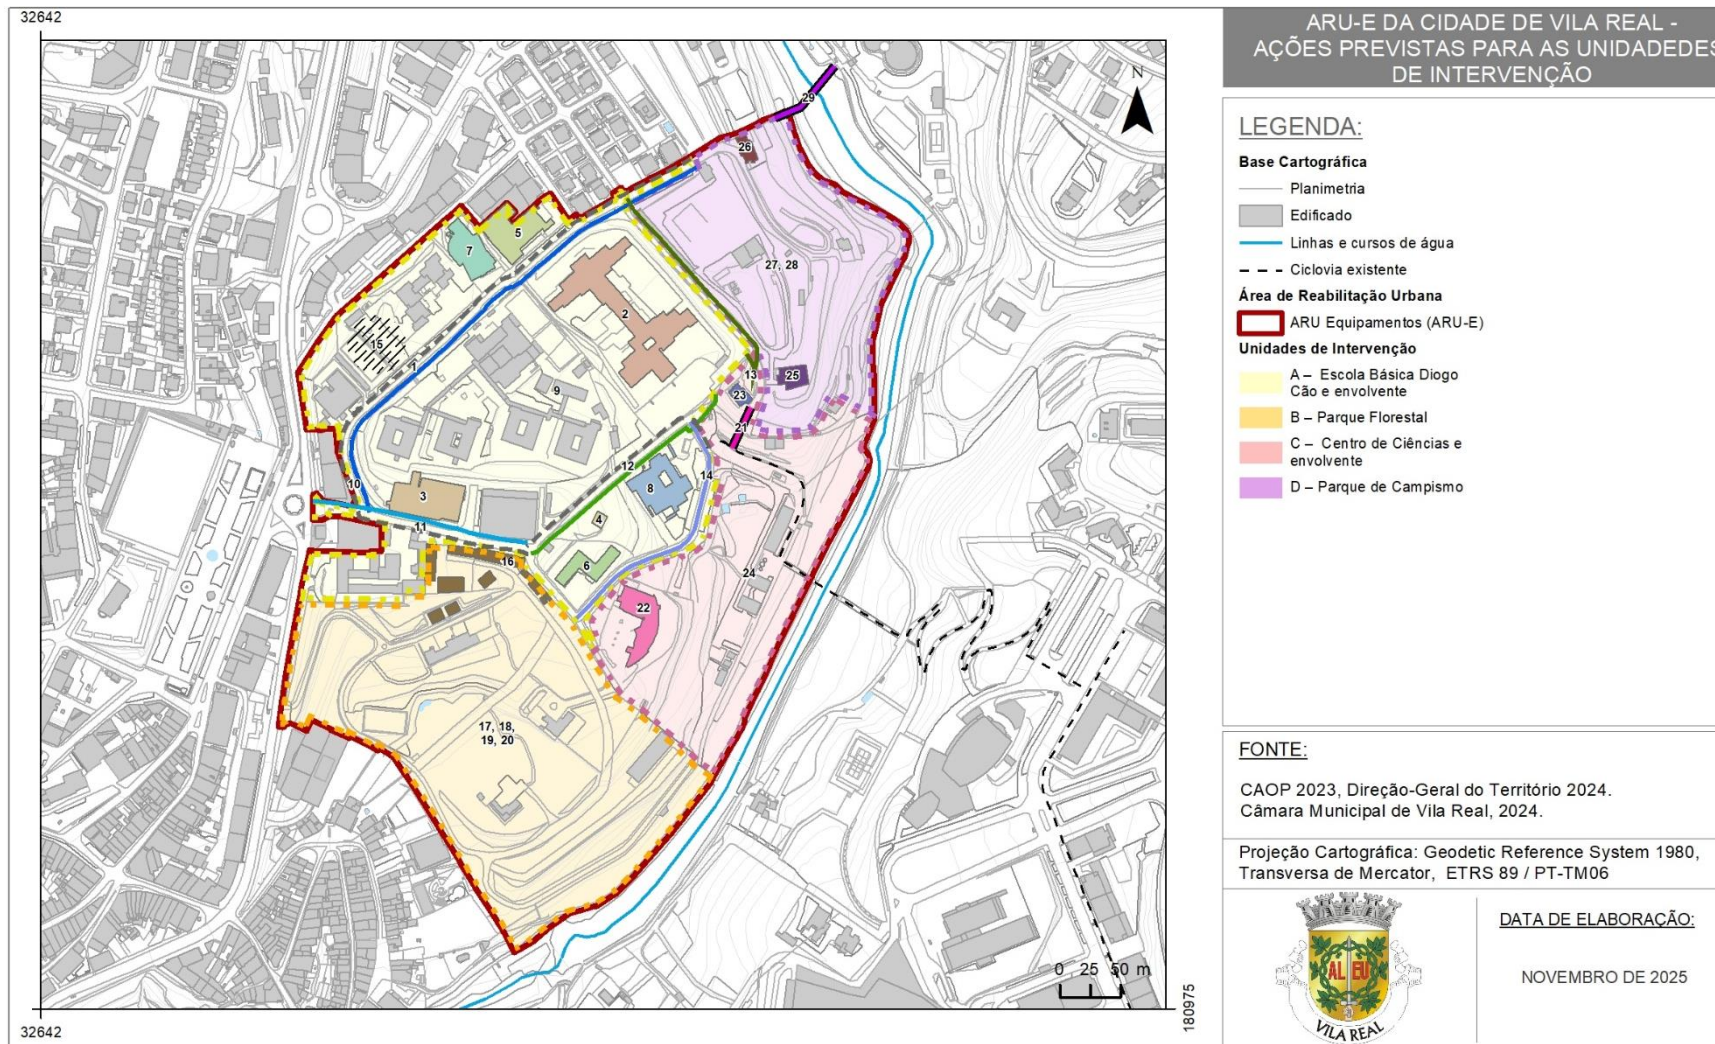 32642
29
N
26
5
7
27, 28
2
15
1
13
25
23
9
21
12
14
10
8
3
4
11
16
6
24
22
17, 18,
19, 20
0 25 50 m
32642
180975
ARU-E DA CIDADE DE VILA REAL -
AÇÕES PREVISTAS PARA AS UNIDADEDES
DE INTERVENÇÃO
LEGENDA:
Base Cartográfica
Planimetria
Edificado
Linhas e cursos de água
Ciclovia existente
Área de Reabilitação Urbana
ARU Equipamentos (ARU-E)
Unidades de Intervenção
A – Escola Básica Diogo
Cão e envolvente
B – Parque Florestal
C – Centro de Ciências e
envolvente
D – Parque de Campismo
FONTE:
CAOP 2023, Direção-Geral do Território 2024.
Câmara Municipal de Vila Real, 2024.
Projeção Cartográfica: Geodetic Reference System 1980,
Transversa de Mercator, ETRS 89 / PT-TM06
AL EU
VILA REAL
DATA DE ELABORAÇÃO:
NOVEMBRO DE 2025